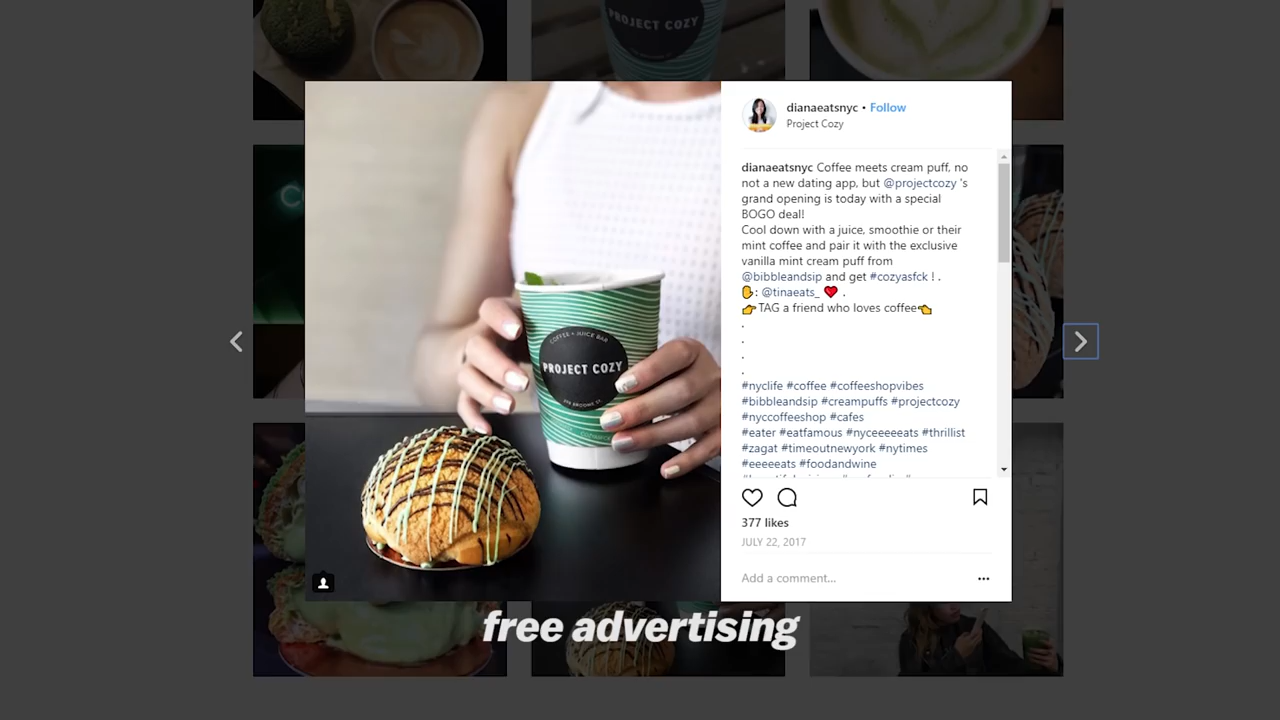 PROJECT COZY
dianaeatsnyc • Follow
Project Cozy
dianaeatsnyc Coffee meets cream puff, no
not a new dating app, but @projectcozy 's
grand opening is today with a special
BOGO deal!
Cool down with a juice, smoothie or their
mint coffee and pair it with the exclusive
vanilla mint cream puff from
@bibbleandsip and get #cozyasfck ! .
✋: @tinaeats_ ❤️ .
👉TAG a friend who loves coffee👈
.
.
.
.
#nyclife #coffee #coffeeshopvibes
#bibbleandsip #creampuffs #projectcozy
#nyccoffeeshop #cafes
#eater #eatfamous #nyceeeeeats #thrillist
#zagat #timeoutnewyork #nytimes
#eeeeeats #foodandwine
COFFEE + JUICE BAR
PROJECT COZY
377 likes
JULY 22, 2017
Add a comment...
free advertising